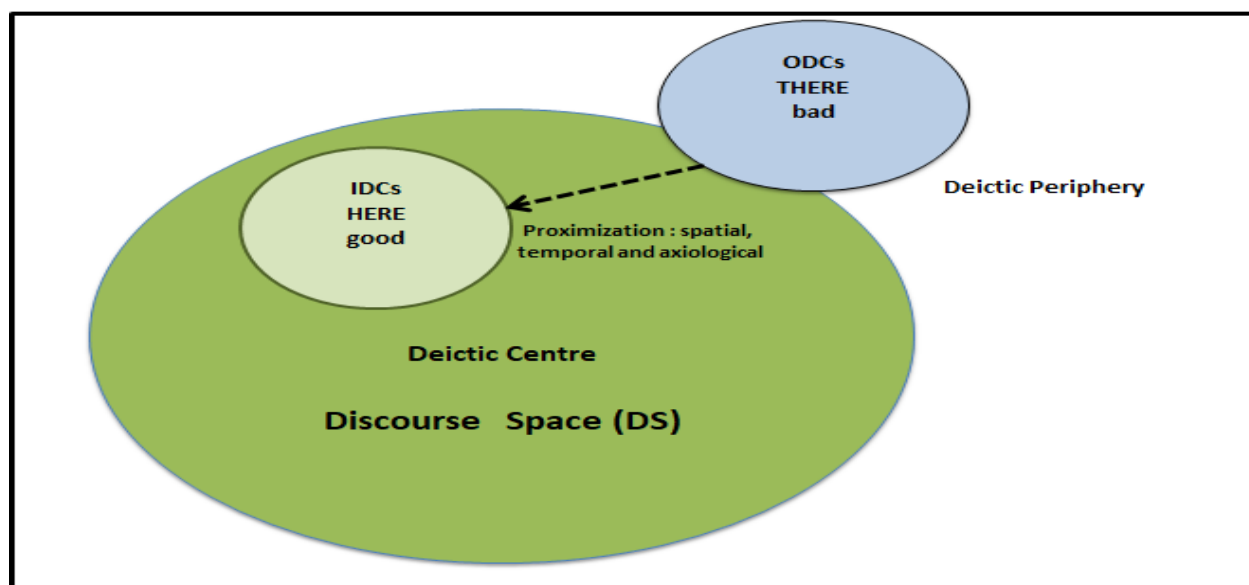 ODCs
THERE
bad
Deictic Periphery
IDCs
HERE
good
Proximization : spatial,
temporal and axiological
Deictic Centre
Discourse Space (DS)